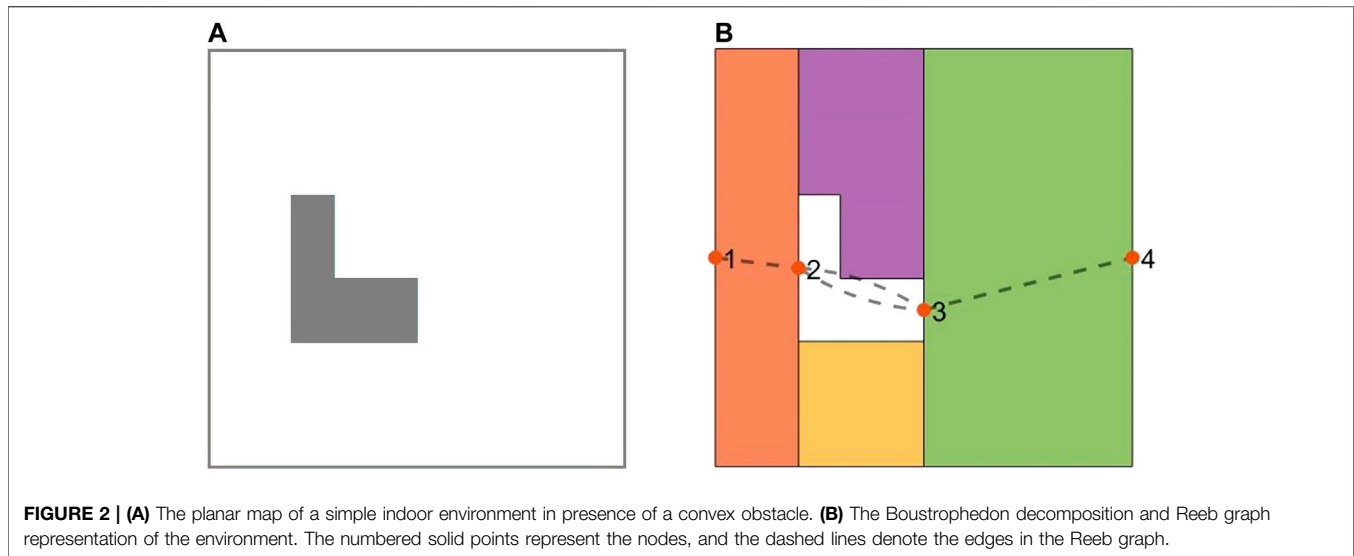 A
B
1
2
3
4
FIGURE 2 | (A) The planar map of a simple indoor environment in presence of a convex obstacle. (B) The Boustrophedon decomposition and Reeb graph
representation of the environment. The numbered solid points represent the nodes, and the dashed lines denote the edges in the Reeb graph.